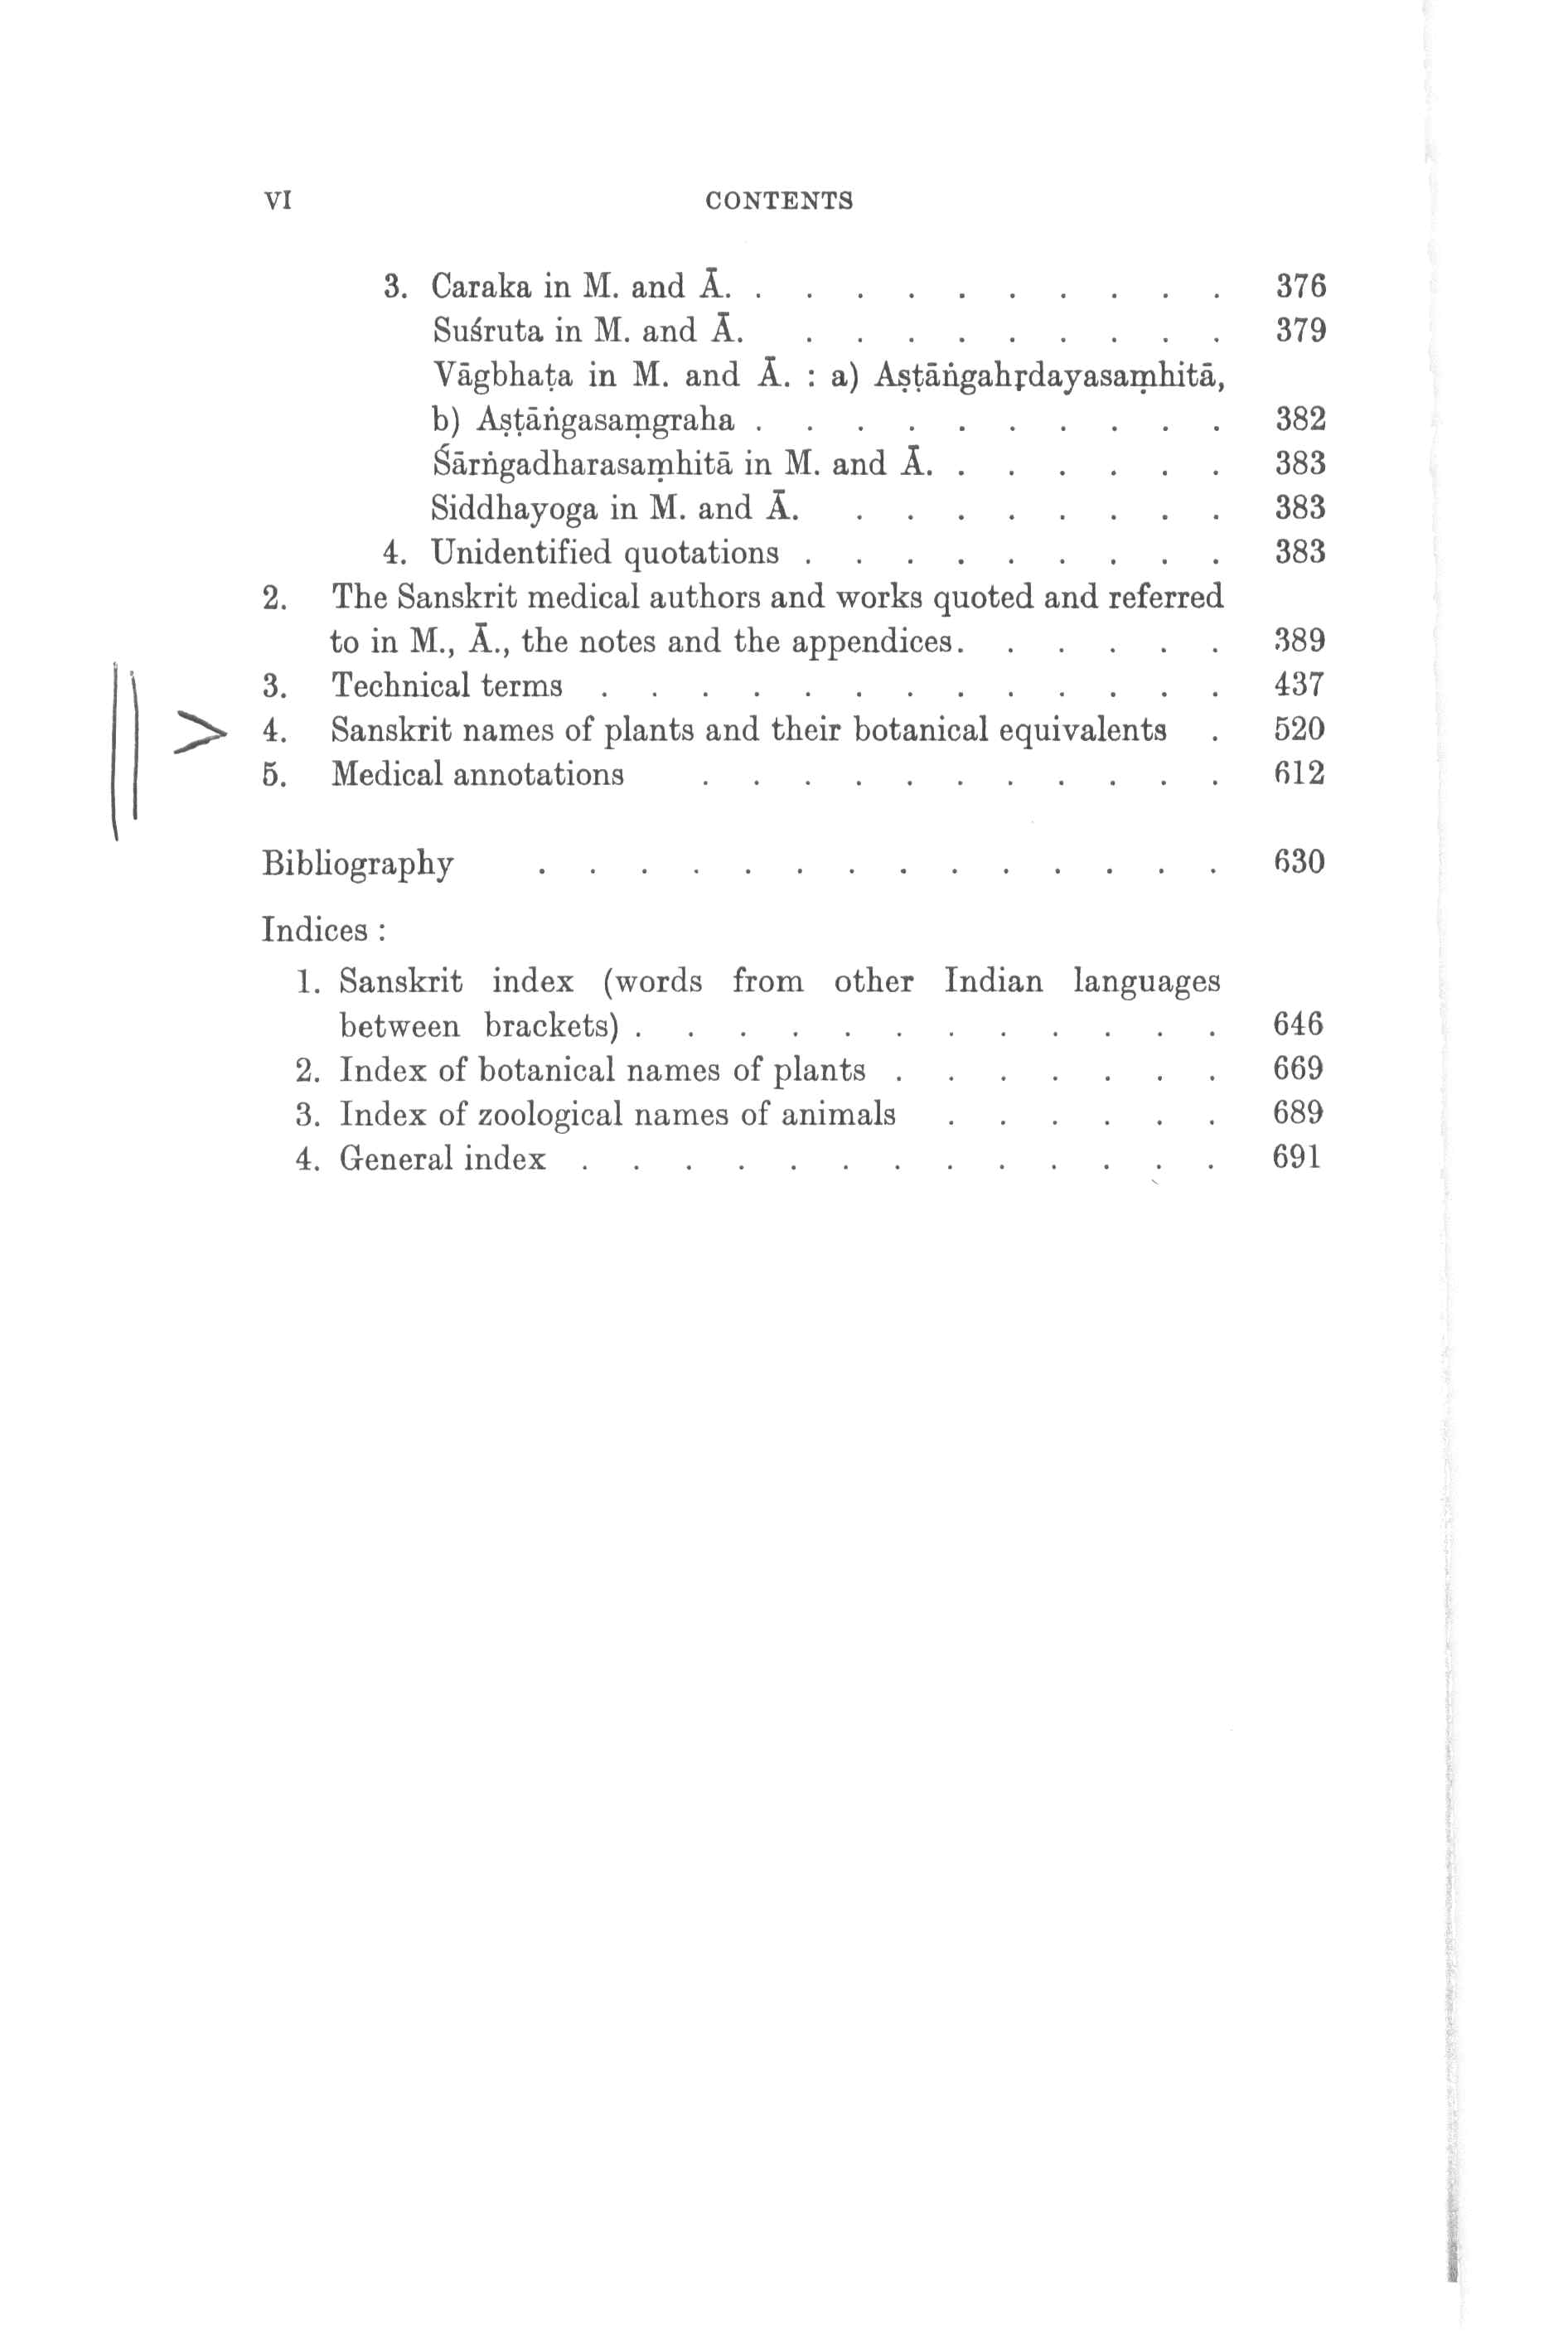 VI CONTENTS
3. Caraka in M. and Ā. . . . . . . . . . . 376
Suśruta in M. and Ā. . . . . . . . . . 379
Vāgbhaṭa in M. and Ā. : a) Aṣṭāṅgahṛdayasaṃhitā,
b) Aṣṭāṅgasaṃgraha . . . . . . . . . . 382
Śārṅgadharasaṃhitā in M. and Ā. . . . . . . 383
Siddhayoga in M. and Ā. . . . . . . . . 383
4. Unidentified quotations . . . . . . . . . 383
2. The Sanskrit medical authors and works quoted and referred
to in M., Ā., the notes and the appendices. . . . . . 389
3. Technical terms . . . . . . . . . . . . . 437
> 4. Sanskrit names of plants and their botanical equivalents . 520
5. Medical annotations . . . . . . . . . . . 612
Bibliography . . . . . . . . . . . . . . 630
Indices :
1. Sanskrit index (words from other Indian languages
between brackets) . . . . . . . . . . . . 646
2. Index of botanical names of plants . . . . . . . 669
3. Index of zoological names of animals . . . . . . 689
4. General index . . . . . . . . . . . . . 691